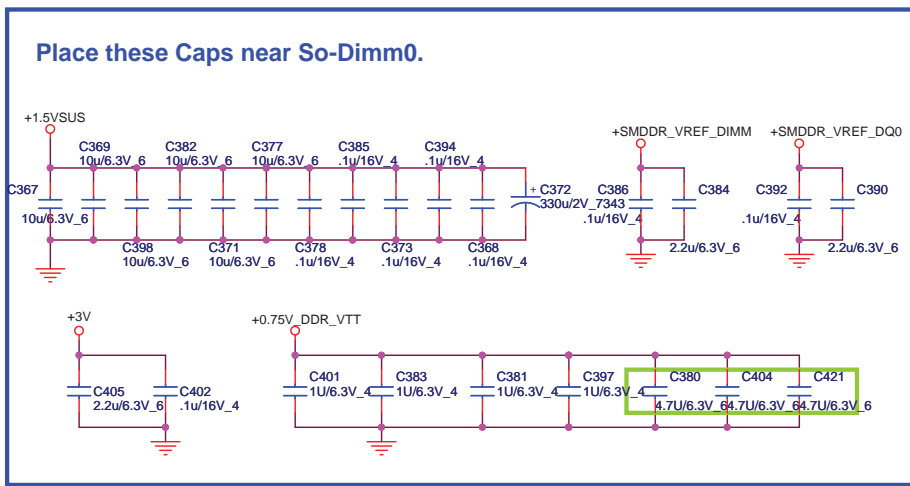 Place these Caps near So-Dimm0.
+1.5VSUS
+SMDDR_VREF_DIMM
+SMDDR_VREF_DQ0
C369
10u/6.3V_6
C382
10u/6.3V_6
C377
10u/6.3V_6
C385
.1u/16V_4
C394
.1u/16V_4
C367
10u/6.3V_6
+
C372
330u/2V_7343
C386
.1u/16V_4
C384
2.2u/6.3V_6
C392
.1u/16V_4
C390
2.2u/6.3V_6
C398
10u/6.3V_6
C371
10u/6.3V_6
C378
.1u/16V_4
C373
.1u/16V_4
C368
.1u/16V_4
+3V
+0.75V_DDR_VTT
C405
2.2u/6.3V_6
C402
.1u/16V_4
C401
1U/6.3V_4
C383
1U/6.3V_4
C381
1U/6.3V_4
C397
1U/6.3V_4
C380
4.7U/6.3V_6
C404
4.7U/6.3V_6
C421
4.7U/6.3V_6